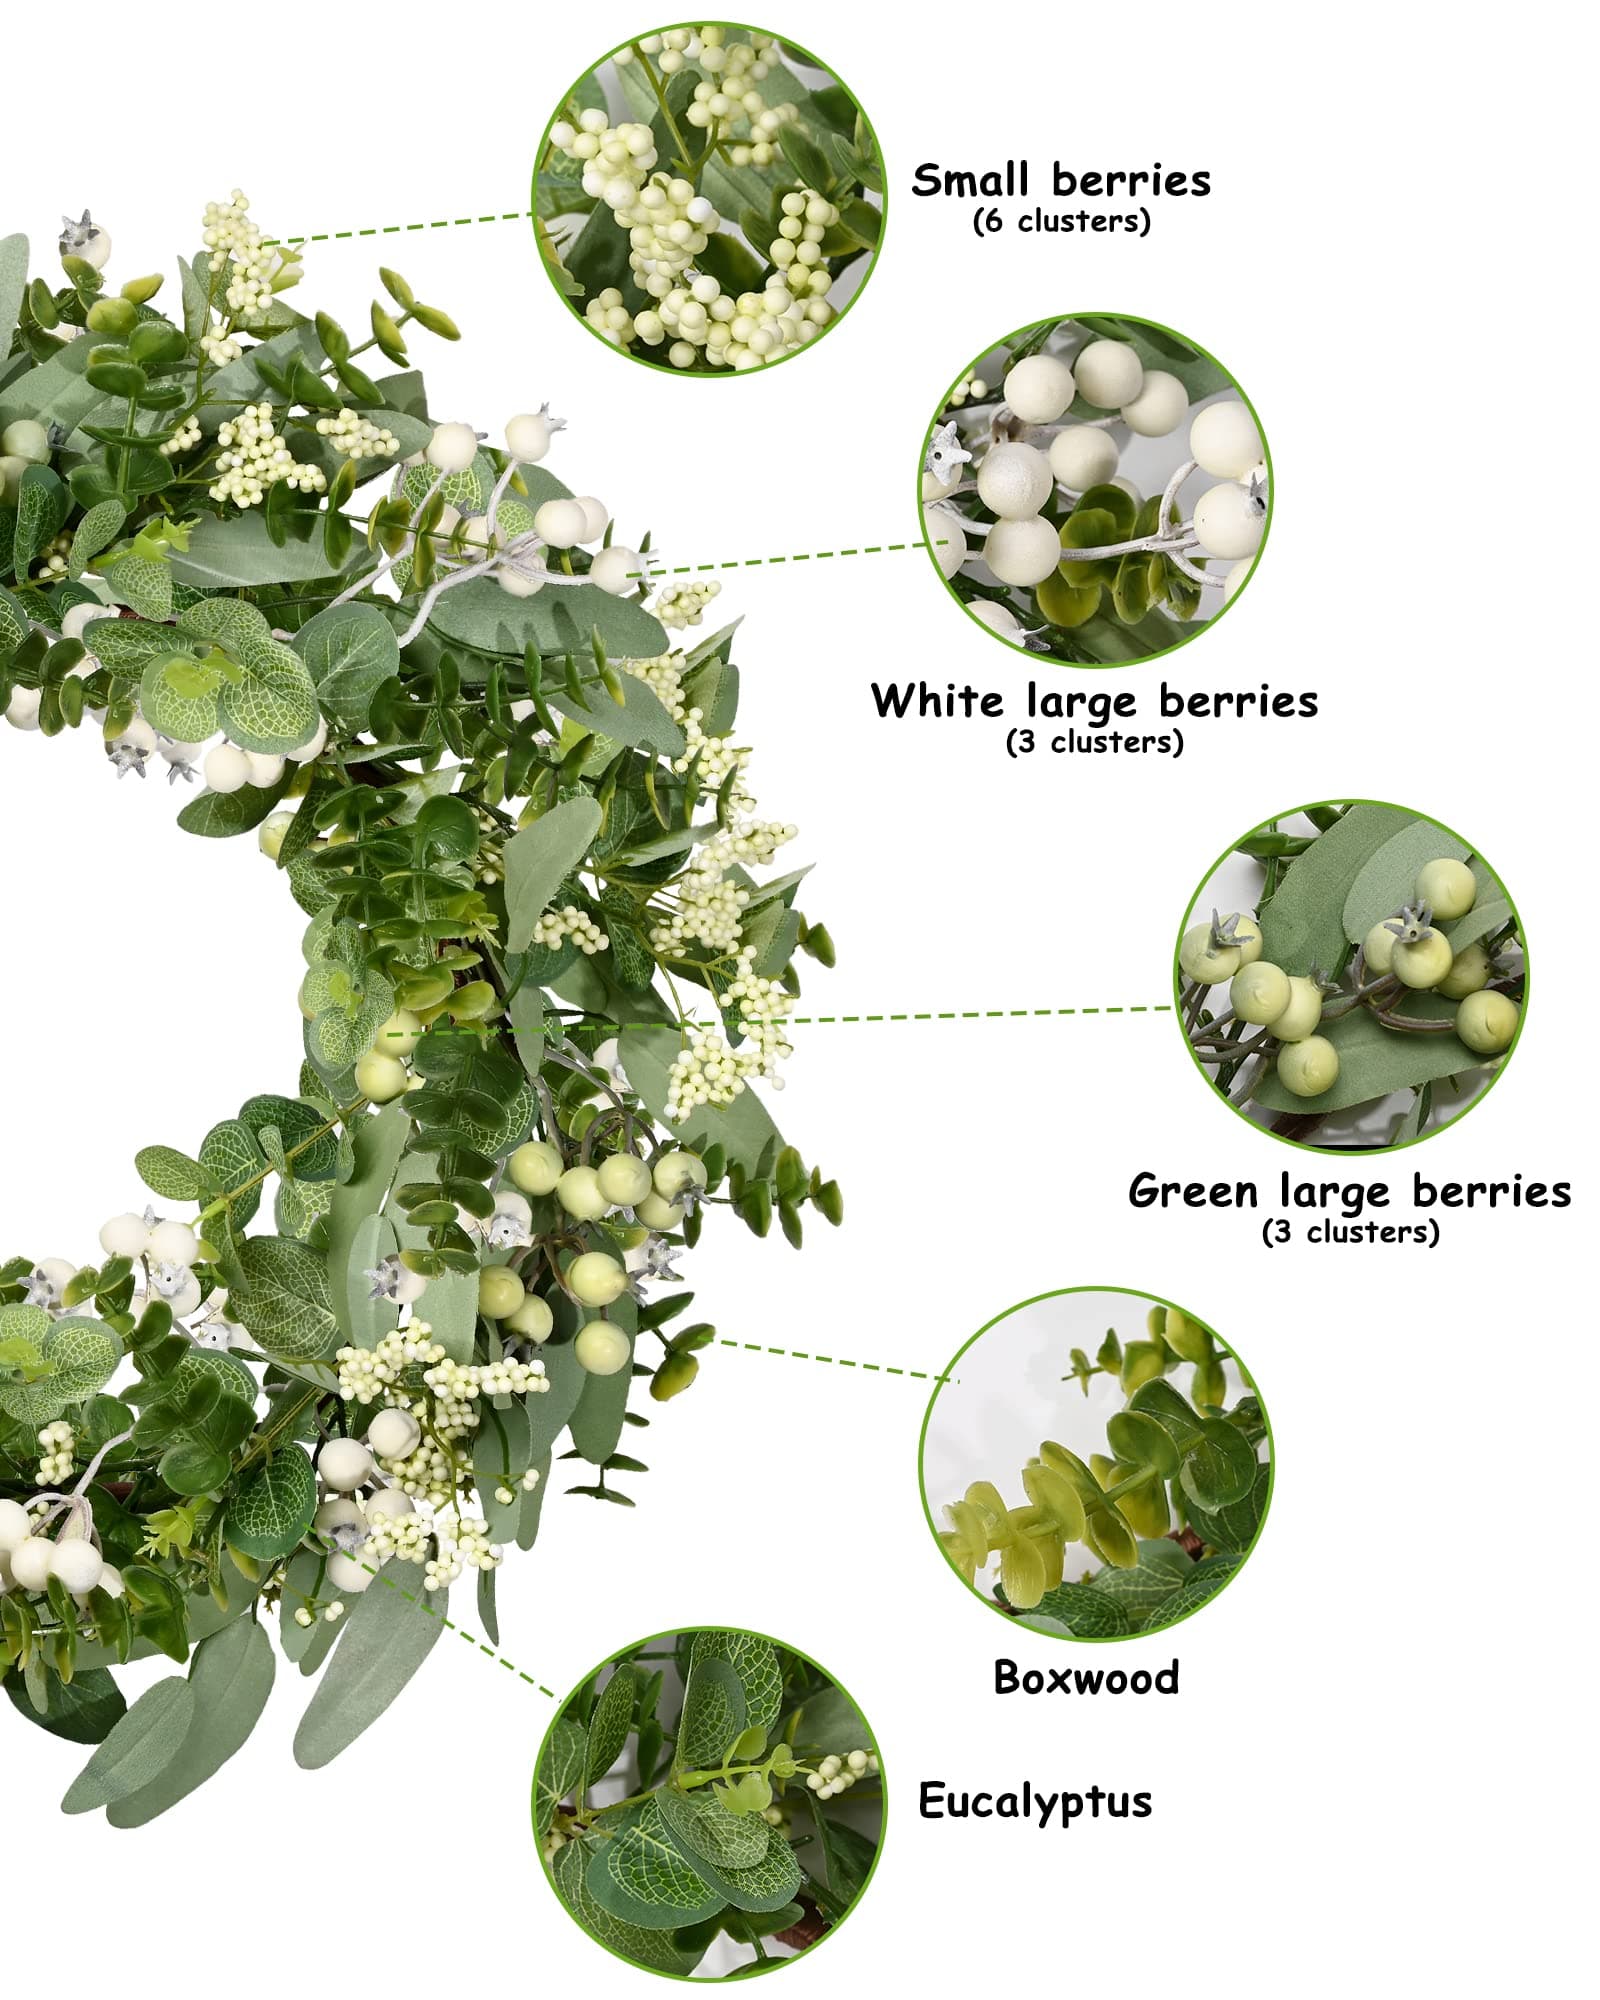 Small berries
(6 clusters)
White large berries
(3 clusters)
Green large berries
(3 clusters)
Boxwood
Eucalyptus